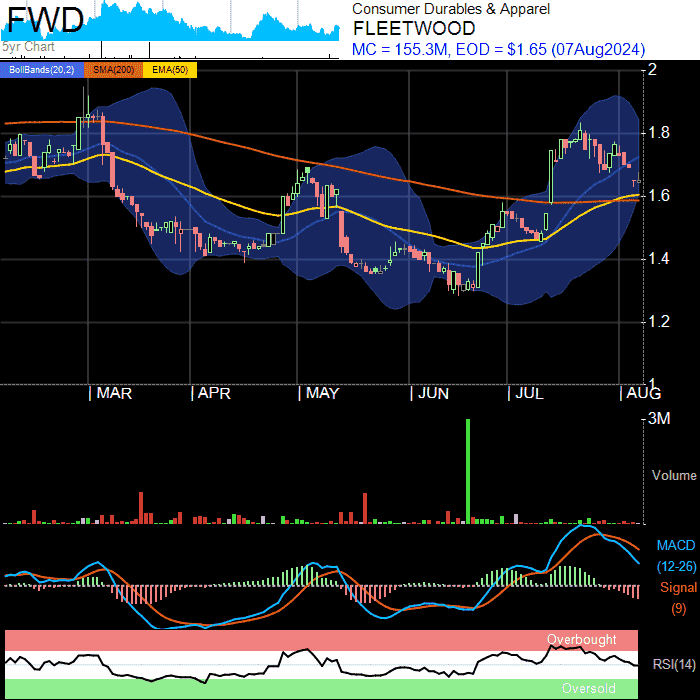 FWD
5yr Chart
Consumer Durables & Apparel
FLEETWOOD
MC = 155.3M, EOD = $1.65 (07Aug2024)
BollBands(20,2) SMA(200) EMA(50)
2
1.8
1.6
1.4
1.2
1
| MAR | APR | MAY | JUN | JUL | AUG
3M
Volume
MACD
(12-26)
Signal
(9)
Overbought
RSI(14)
Oversold